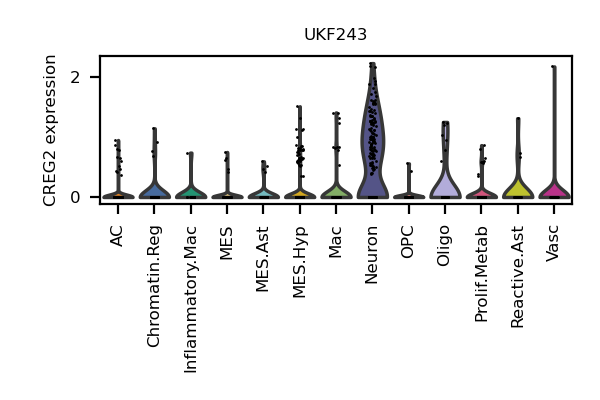 UKF243
CREG2 expression
2
0
AC
Chromatin.Reg
Inflammatory.Mac
MES
MES.Ast
MES.Hyp
Mac
Neuron
OPC
Oligo
Prolif.Metab
Reactive.Ast
Vasc